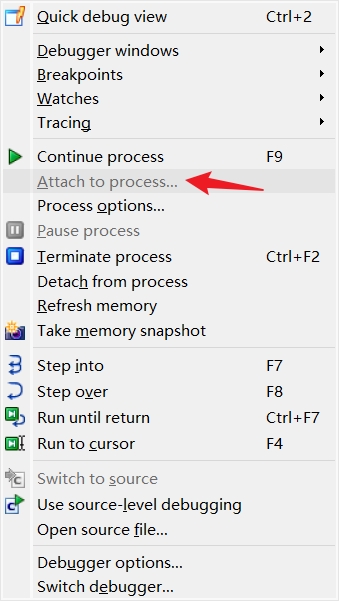 Quick debug view Ctrl+2
Debugger windows
Breakpoints
Watches
Tracing
Continue process F9
Attach to process...
Process options...
Pause process
Terminate process Ctrl+F2
Detach from process
Refresh memory
Take memory snapshot
Step into F7
Step over F8
Run until return Ctrl+F7
Run to cursor F4
Switch to source
Use source-level debugging
Open source file...
Debugger options...
Switch debugger...